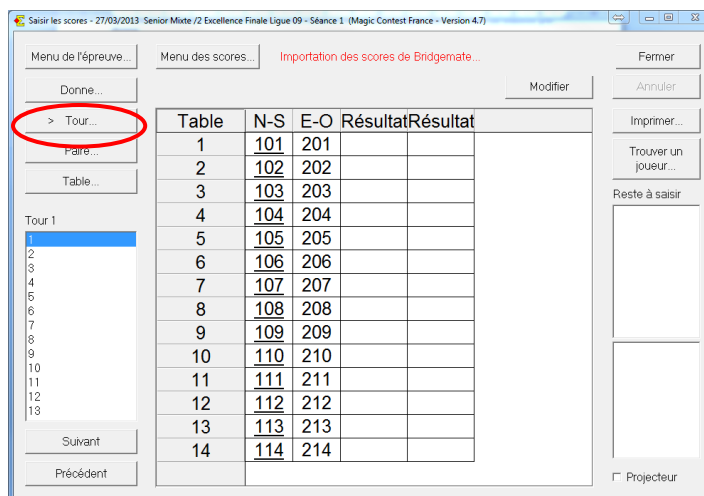 Saisir les scores - 27/03/2013 Senior Mixte /2 Excellence Finale Ligue 09 - Séance 1 (Magic Contest France - Version 4.7)
Menu de l'épreuve... Menu des scores... Importation des scores de Bridgemate... Fermer
Donne... Modifier Annuler
> Tour... Imprimer...
Paire... Trouver un joueur...
Table... Reste à saisir
Table N-S E-O Résultat Résultat
1 101 201
2 102 202
3 103 203
4 104 204
5 105 205
6 106 206
7 107 207
8 108 208
9 109 209
10 110 210
11 111 211
12 112 212
13 113 213
14 114 214
Tour 1
1
2
3
4
5
6
7
8
9
10
11
12
13
Suivant
Précédent
Projecteur